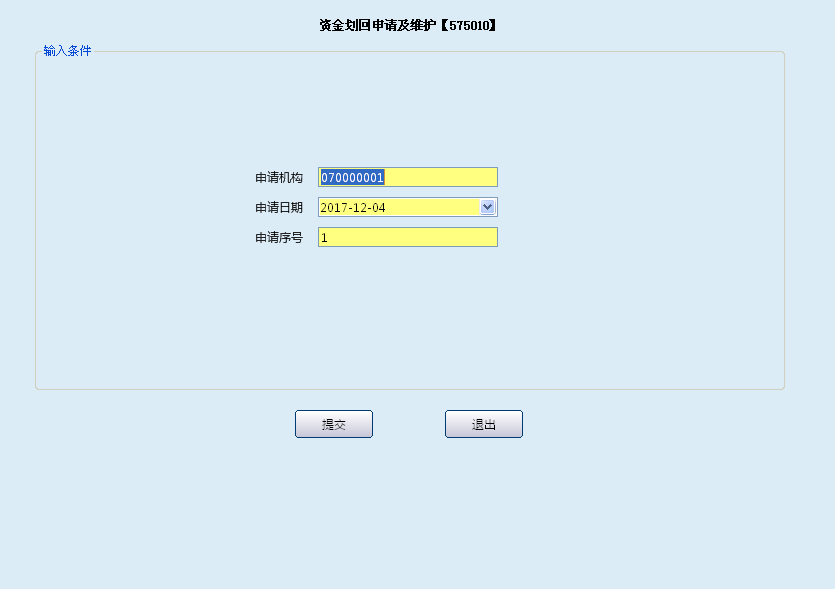 资金划回申请及维护【575010】
输入条件
申请机构 070000001
申请日期 2017-12-04
申请序号 1
提交 退出